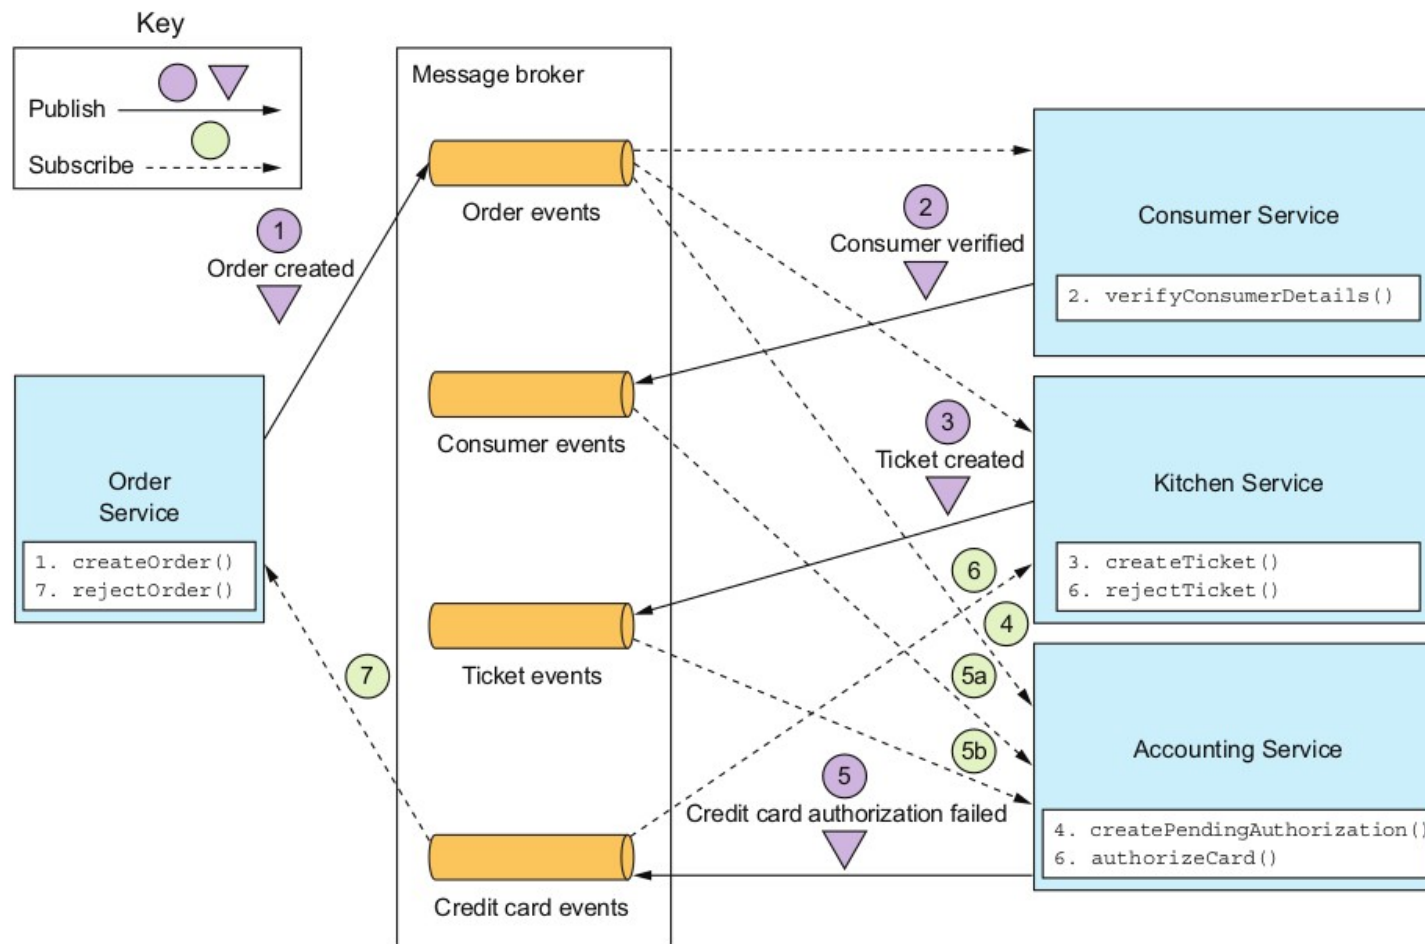 Key
Publish
Subscribe
Message broker
Order events
1
Order created
2
Consumer verified
Consumer Service
2. verifyConsumerDetails()
Consumer events
3
Ticket created
Kitchen Service
3. createTicket()
6. rejectTicket()
Order
Service
1. createOrder()
7. rejectOrder()
6
4
Ticket events
7
5a
5b
Accounting Service
4. createPendingAuthorization()
6. authorizeCard()
5
Credit card authorization failed
Credit card events